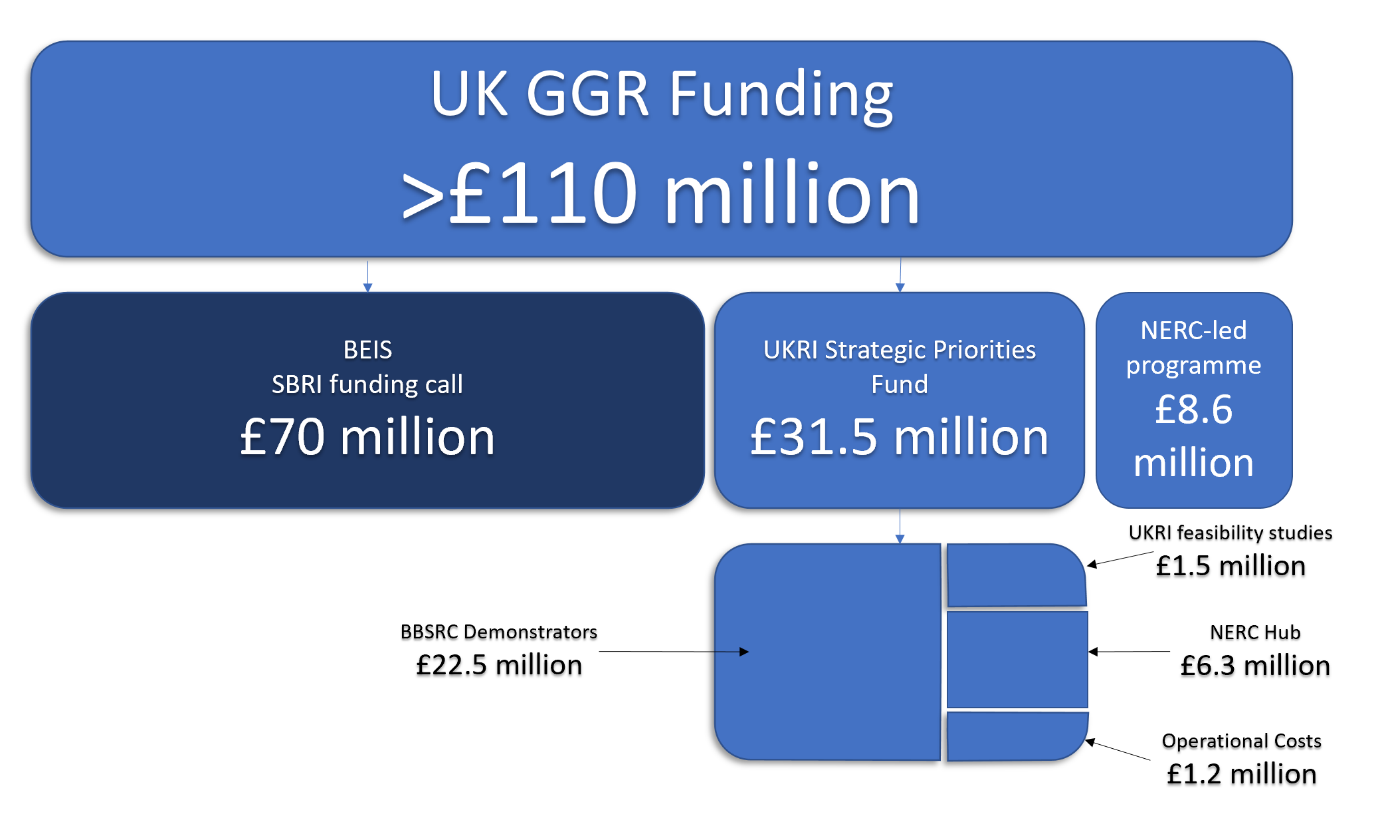 UK GGR Funding
>£110 million
BEIS
SBRI funding call
£70 million
UKRI Strategic Priorities
Fund
£31.5 million
NERC-led
programme
£8.6
million
UKRI feasibility studies
£1.5 million
BBSRC Demonstrators
£22.5 million
NERC Hub
£6.3 million
Operational Costs
£1.2 million